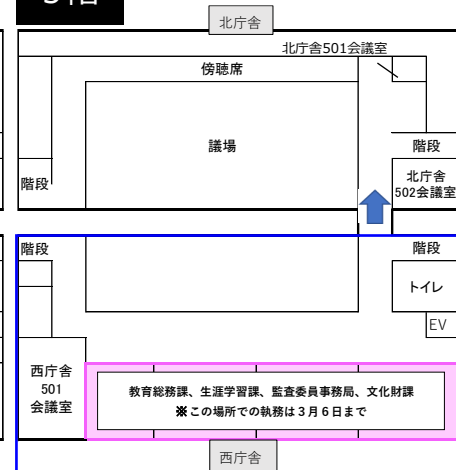 5階
北庁舎
北庁舎501会議室
傍聴席
議場
階段
階段
北庁舎
502会議室
階段
階段
トイレ
EV
西庁舎
501
会議室
教育総務課、生涯学習課、監査委員事務局、文化財課
※この場所での執務は３月６日まで
西庁舎